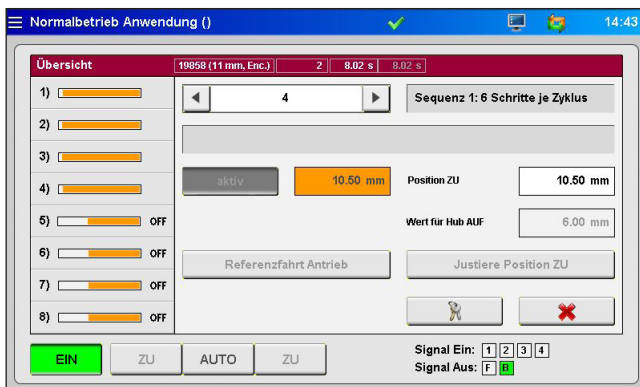 Normalbetrieb Anwendung () 14:43
Übersicht 19858 (11 mm, Enc.) 2 8.02 s 8.02 s
1)
4 Sequenz 1: 6 Schritte je Zyklus
2)
3)
4)
aktiv 10.50 mm Position ZU 10.50 mm
5) OFF
Wert für Hub AUF 6.00 mm
6) OFF
Referenzfahrt Antrieb Justiere Position ZU
7) OFF
8) OFF
EIN ZU AUTO ZU
Signal Ein: 1 2 3 4
Signal Aus: F B